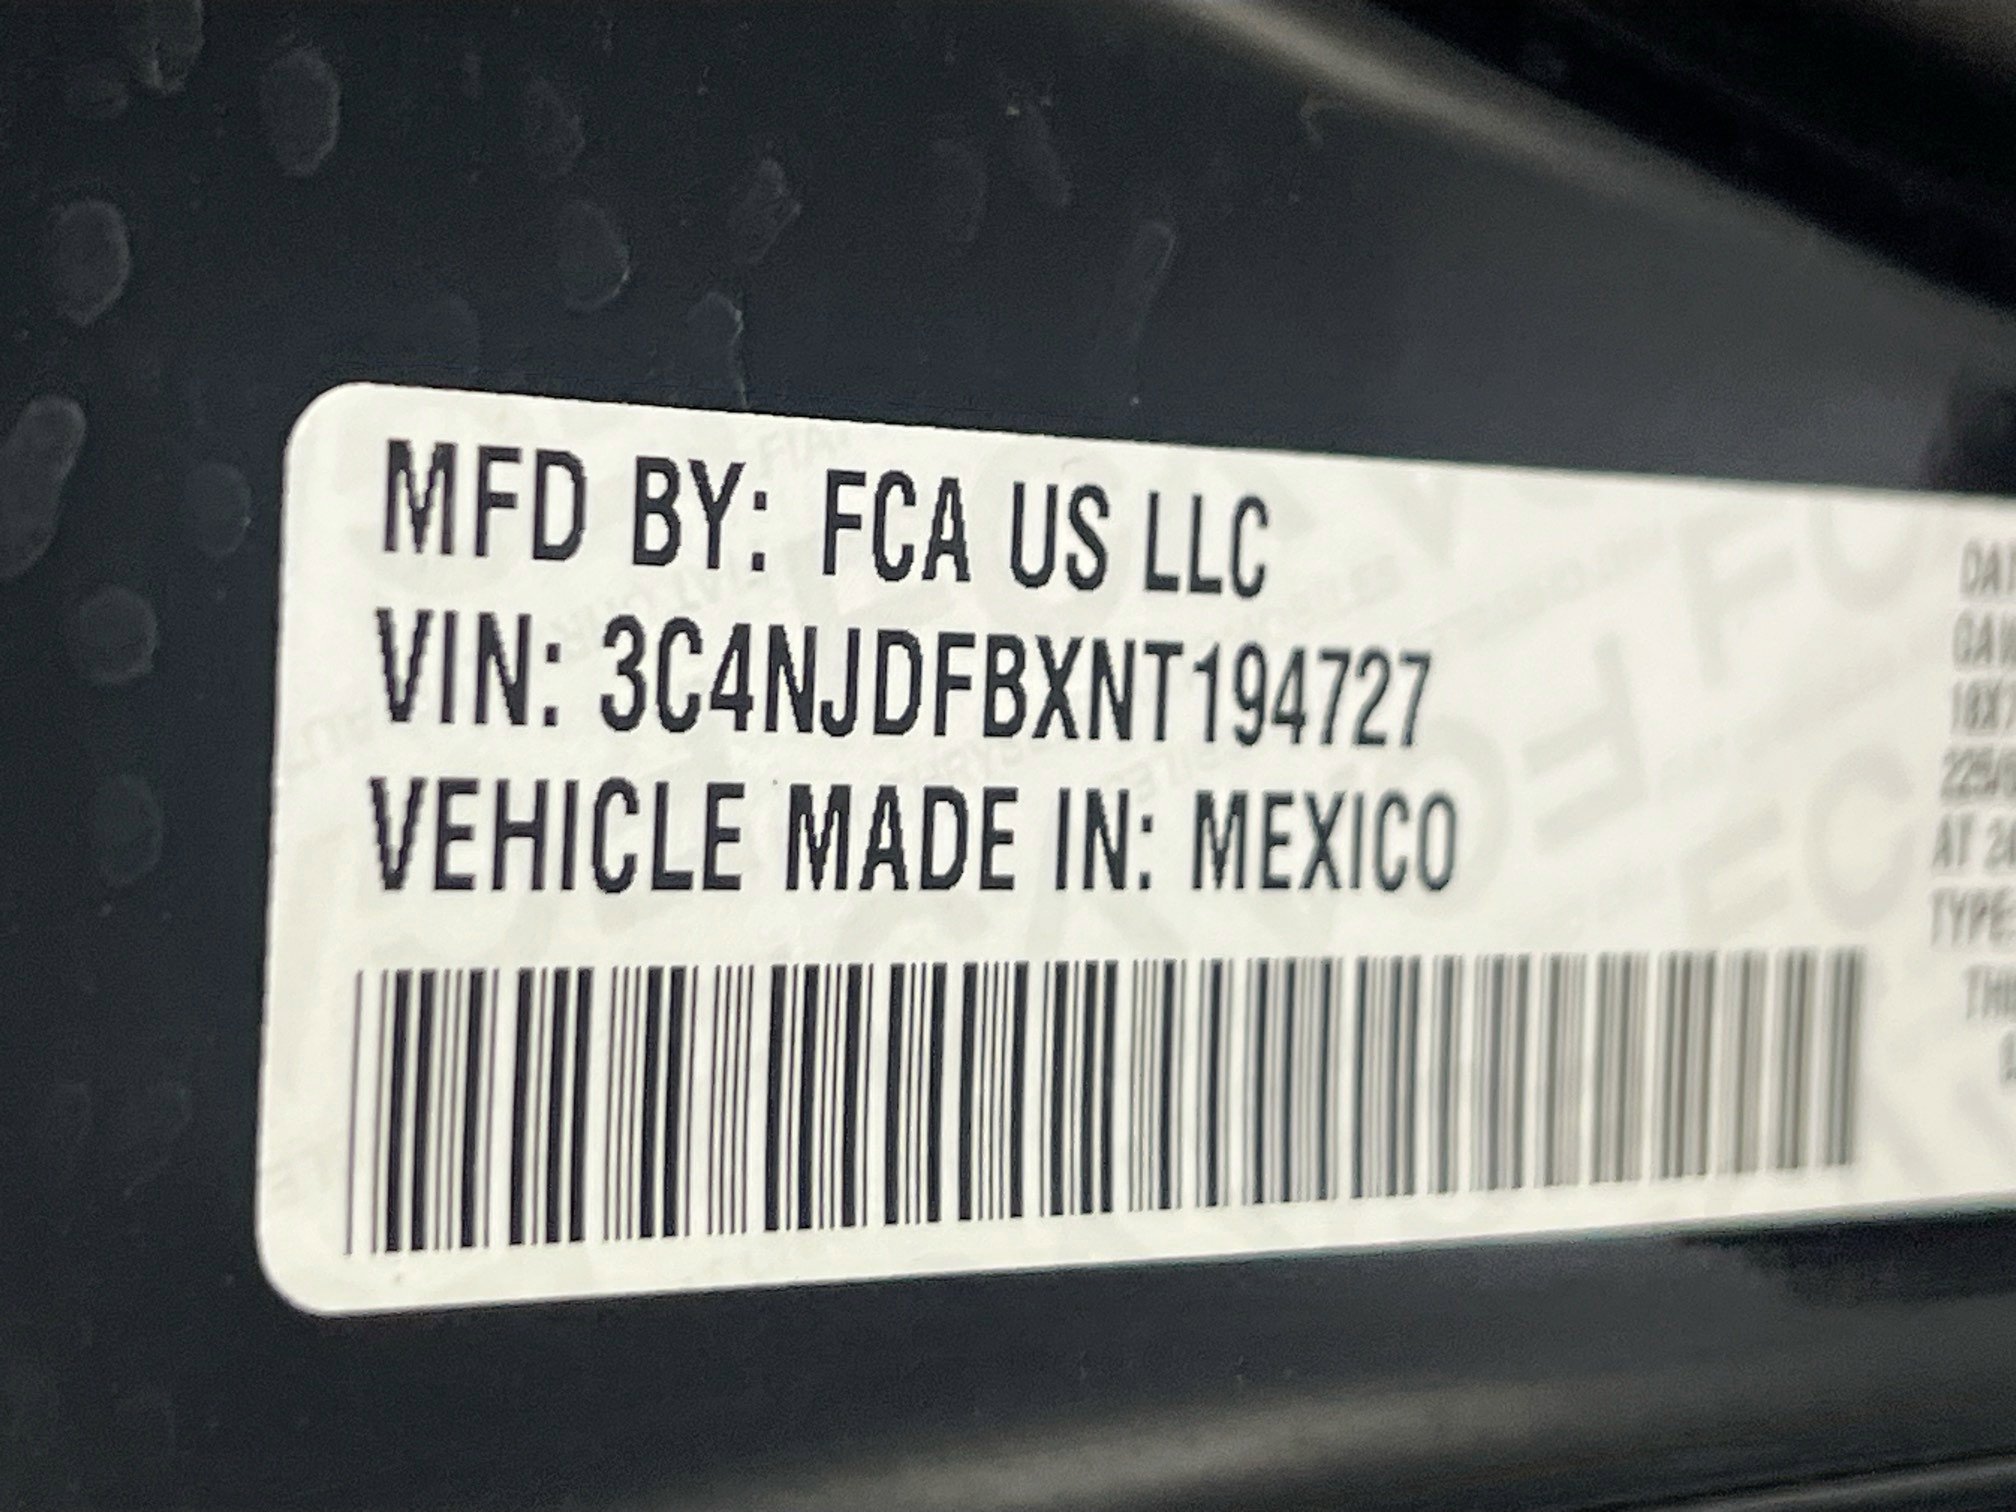 MFD BY: FCA US LLC
VIN: 3C4NJDFBXNT194727
VEHICLE MADE IN: MEXICO